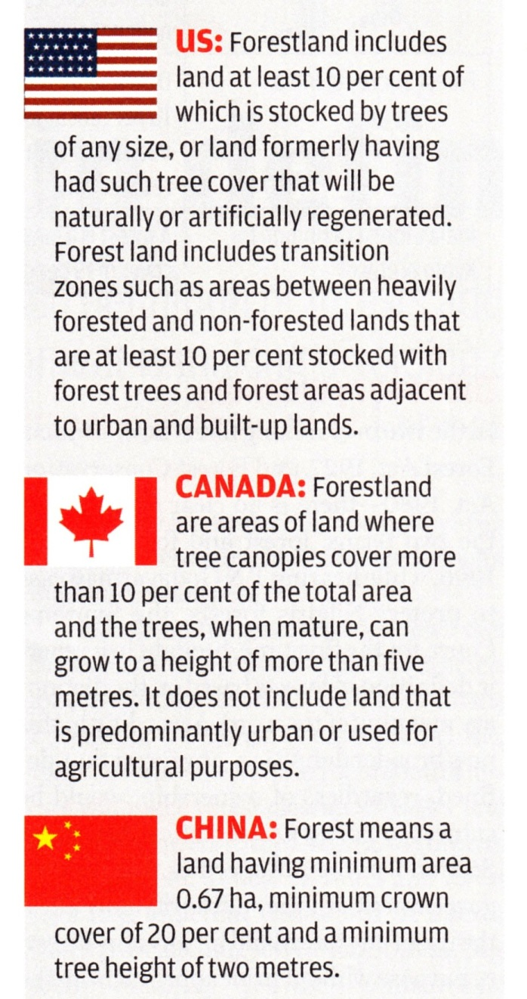 US: Forestland includes
land at least 10 per cent of
which is stocked by trees
of any size, or land formerly having
had such tree cover that will be
naturally or artificially regenerated.
Forest land includes transition
zones such as areas between heavily
forested and non-forested lands that
are at least 10 per cent stocked with
forest trees and forest areas adjacent
to urban and built-up lands.
CANADA: Forestland
are areas of land where
tree canopies cover more
than 10 per cent of the total area
and the trees, when mature, can
grow to a height of more than five
metres. It does not include land that
is predominantly urban or used for
agricultural purposes.
CHINA: Forest means a
land having minimum area
0.67 ha, minimum crown
cover of 20 per cent and a minimum
tree height of two metres.